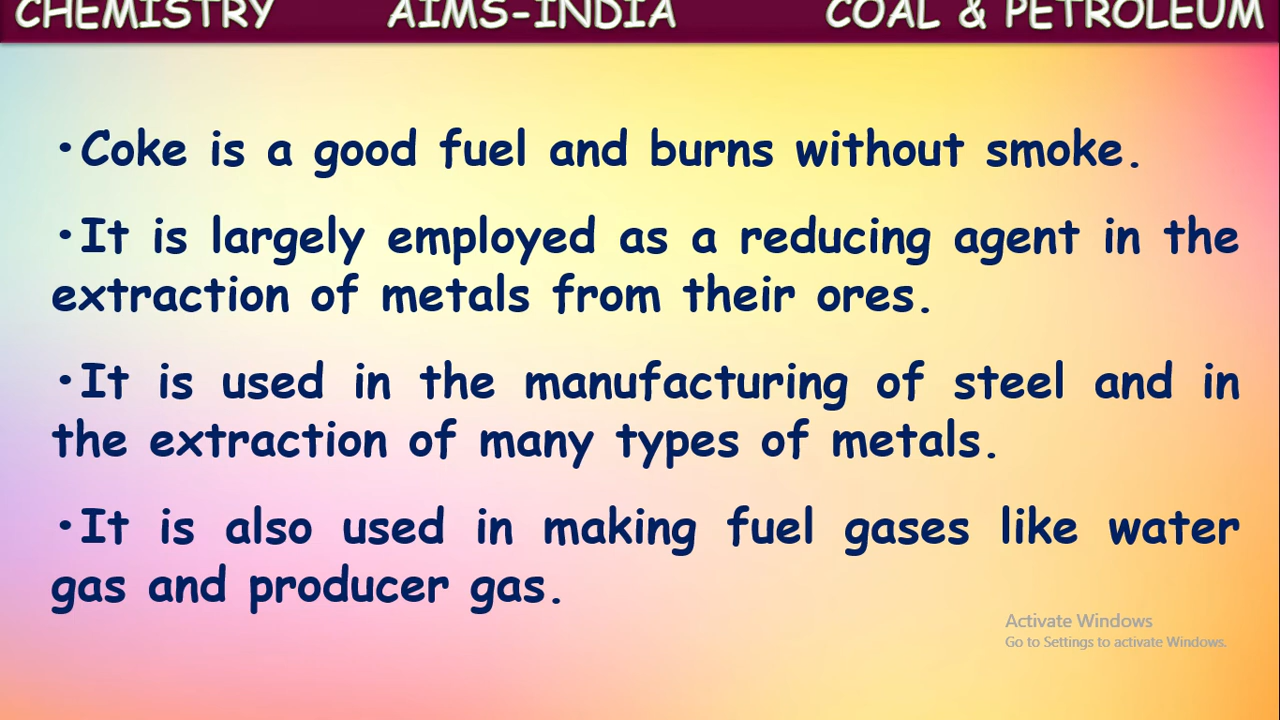 CHEMISTRY AIMS-INDIA COAL & PETROLEUM
•Coke is a good fuel and burns without smoke.
•It is largely employed as a reducing agent in the
extraction of metals from their ores.
•It is used in the manufacturing of steel and in
the extraction of many types of metals.
•It is also used in making fuel gases like water
gas and producer gas.
Activate Windows
Go to Settings to activate Windows.